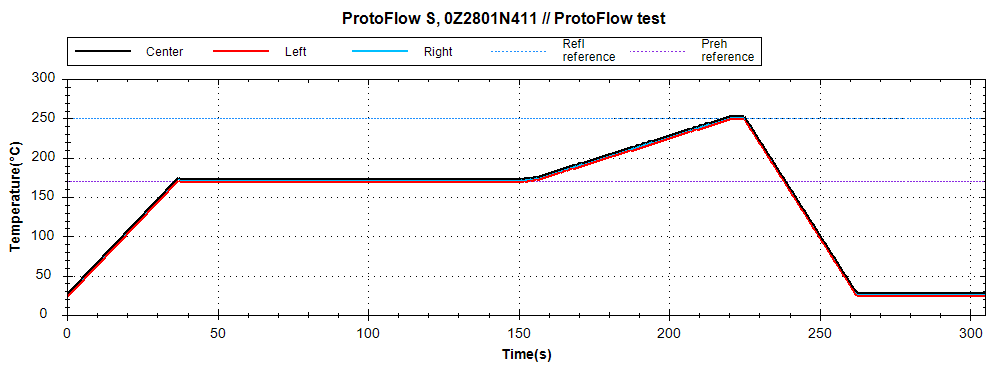 ProtoFlow S, 0Z2801N411 // ProtoFlow test
Center Left Right Refl reference Preh reference
300
250
200
150
100
50
0
Temperature(°C)
0 50 100 150 200 250 300
Time(s)